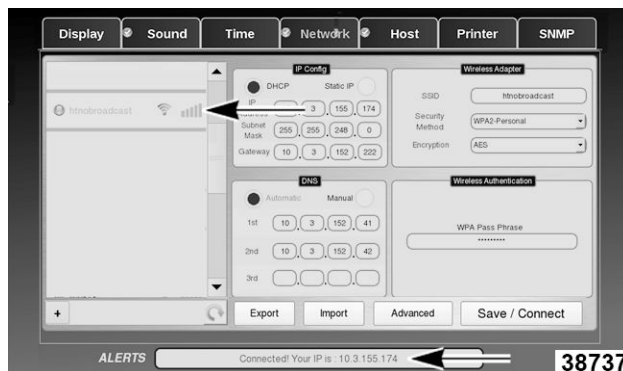 Display Sound Time Network Host Printer SNMP
htnobroadcast
IP Config
DHCP Static IP
IP 3 155 174
Subnet Mask 255 255 248 0
Gateway 10 3 152 222
DNS
Automatic Manual
1st 10 3 152 41
2nd 10 3 152 42
3rd
Wireless Adapter
SSID htnobroadcast
Security Method WPA2-Personal
Encryption AES
Wireless Authentication
WPA Pass Phrase
*********
+ Export Import Advanced Save / Connect
ALERTS Connected! Your IP is : 10.3.155.174
38737